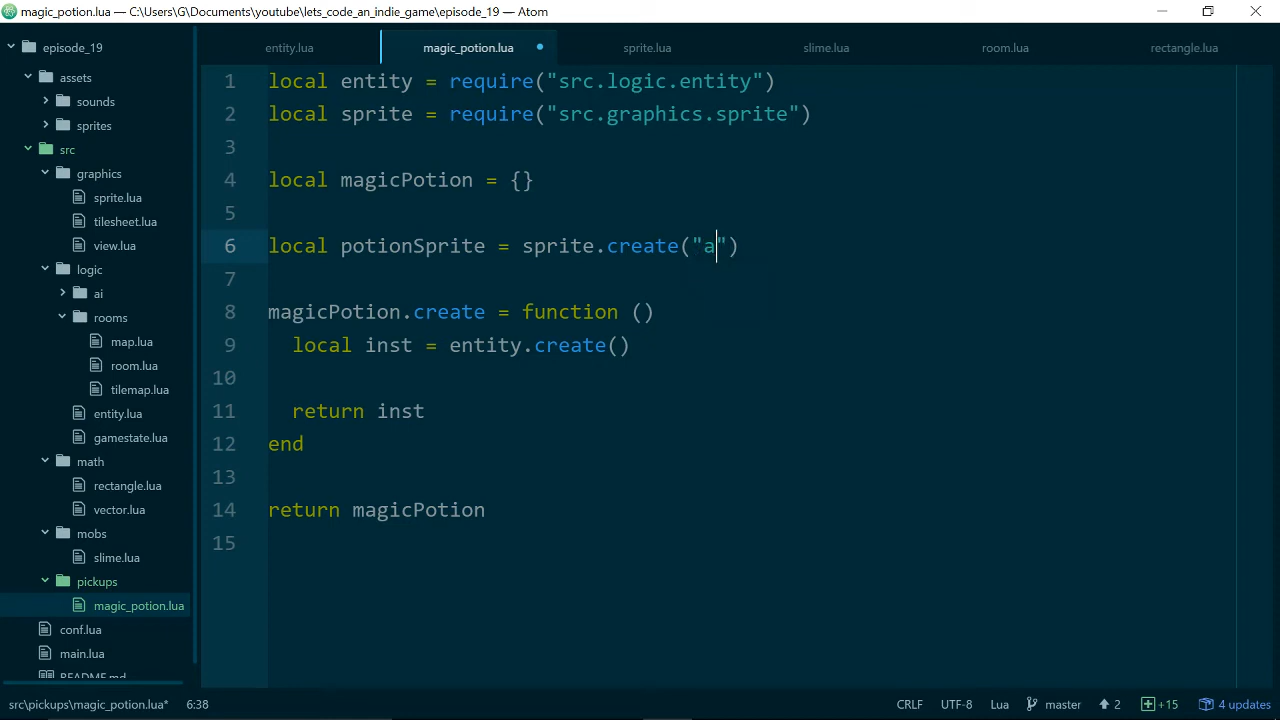 magic_potion.lua — C:\Users\G\Documents\youtube\lets_code_an_indie_game\episode_19 — Atom
episode_19
assets
sounds
sprites
src
graphics
sprite.lua
tilesheet.lua
view.lua
logic
ai
rooms
map.lua
room.lua
tilemap.lua
entity.lua
gamestate.lua
math
rectangle.lua
vector.lua
mobs
slime.lua
pickups
magic_potion.lua
conf.lua
main.lua
README.md
entity.lua magic_potion.lua sprite.lua slime.lua room.lua rectangle.lua
1 local entity = require("src.logic.entity")
2 local sprite = require("src.graphics.sprite")
3
4 local magicPotion = {}
5
6 local potionSprite = sprite.create("a")
7
8 magicPotion.create = function ()
9 local inst = entity.create()
10
11 return inst
12 end
13
14 return magicPotion
15
src\pickups\magic_potion.lua* 6:38 CRLF UTF-8 Lua master 2 +15 4 updates